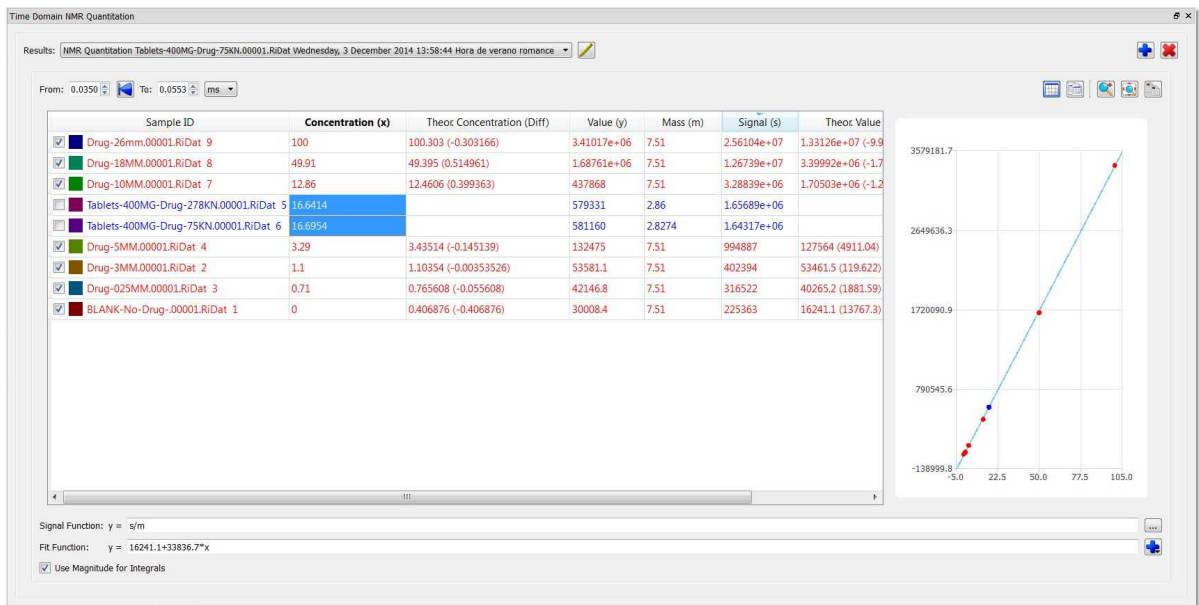 Time Domain NMR Quantitation
Results: NMR Quantitation Tablets-400MG-Drug-75KN.00001.RiDat Wednesday, 3 December 2014 13:58:44 Hora de verano romance
From: 0.0350 To: 0.0553 ms
Sample ID Concentration (x) Theor. Concentration (Diff) Value (y) Mass (m) Signal (s) Theor. Value
Drug-26mm.00001.RiDat 9 100 100.303 (-0.303166) 3.41017e+06 7.51 2.56104e+07 1.33126e+07 (-9.9
Drug-18MM.00001.RiDat 8 49.91 49.395 (0.514961) 1.68761e+06 7.51 1.26739e+07 3.39992e+06 (-1.7
Drug-10MM.00001.RiDat 7 12.86 12.4606 (0.399363) 437868 7.51 3.28839e+06 1.70503e+06 (-1.2
Tablets-400MG-Drug-278KN.00001.RiDat 5 16.6414 579331 2.86 1.65689e+06
Tablets-400MG-Drug-75KN.00001.RiDat 6 16.6954 581160 2.8274 1.64317e+06
Drug-5MM.00001.RiDat 4 3.29 3.43514 (-0.145139) 132475 7.51 994887 127564 (4911.04)
Drug-3MM.00001.RiDat 2 1.1 1.10354 (-0.00353526) 53581.1 7.51 402394 53461.5 (119.622)
Drug-025MM.00001.RiDat 3 0.71 0.765608 (-0.055608) 42146.8 7.51 316522 40265.2 (1881.59)
BLANK-No-Drug-.00001.RiDat 1 0 0.406876 (-0.406876) 30008.4 7.51 225363 16241.1 (13767.3)
3579181.7
2649636.3
1720090.9
790545.6
-138999.8
-5.0 22.5 50.0 77.5 105.0
Signal Function: y = s/m
...
Fit Function: y = 16241.1+33836.7*x
Use Magnitude for Integrals